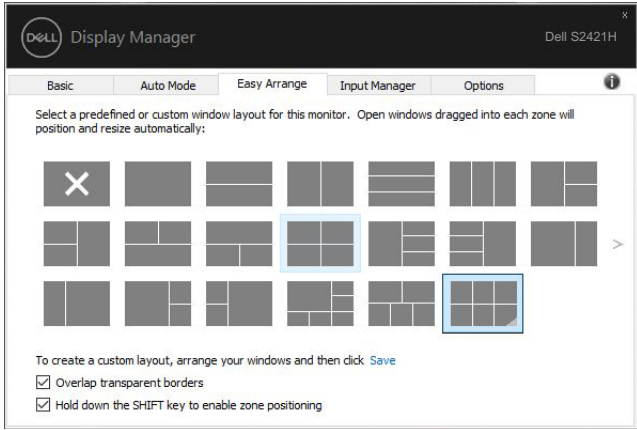 x
DELL Display Manager
Dell S2421H
Basic Auto Mode Easy Arrange Input Manager Options
Select a predefined or custom window layout for this monitor. Open windows dragged into each zone will
position and resize automatically:
To create a custom layout, arrange your windows and then click Save
Overlap transparent borders
Hold down the SHIFT key to enable zone positioning